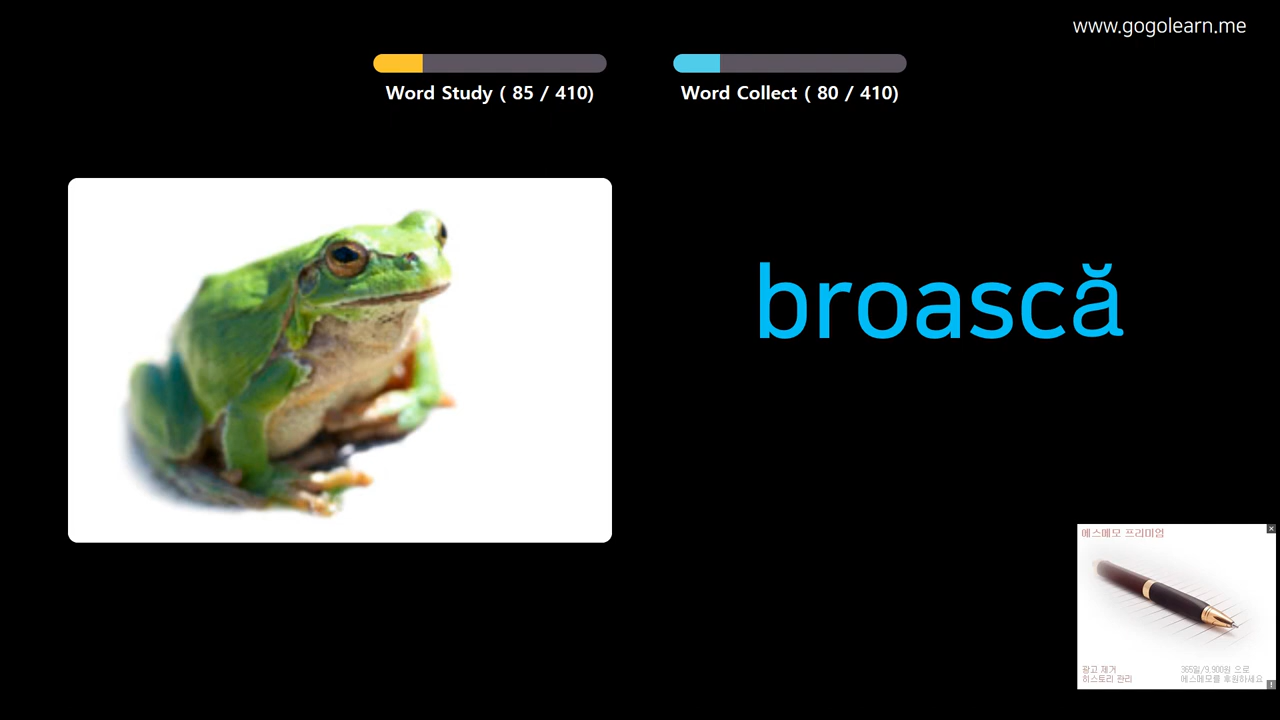 www.gogolearn.me
Word Study ( 85 / 410)
Word Collect ( 80 / 410)
broască
에스메모 프리미엄
광고 제거
히스토리 관리
365일/9,900원 으로
에스메모를 후원하세요